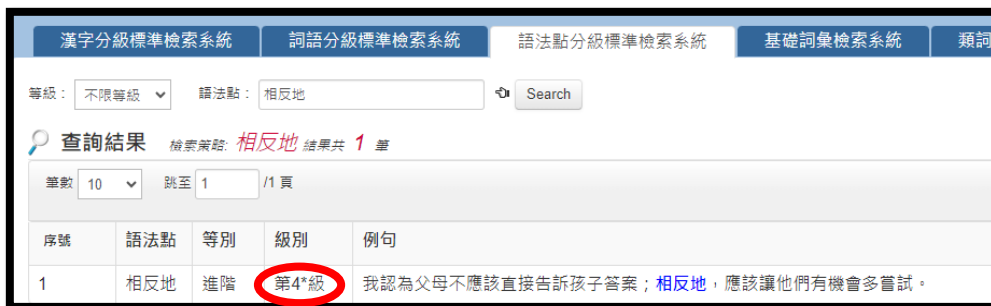 漢字分級標準檢索系統 詞語分級標準檢索系統 語法點分級標準檢索系統 基礎詞彙檢索系統 類詞
等級： 不限等級 語法點： 相反地 Search
查詢結果 檢索策略: 相反地 結果共 1 筆
筆數 10 跳至 1 /1 頁
序號 語法點 等別 級別 例句
1 相反地 進階 第4*級 我認為父母不應該直接告訴孩子答案；相反地，應該讓他們有機會多嘗試。